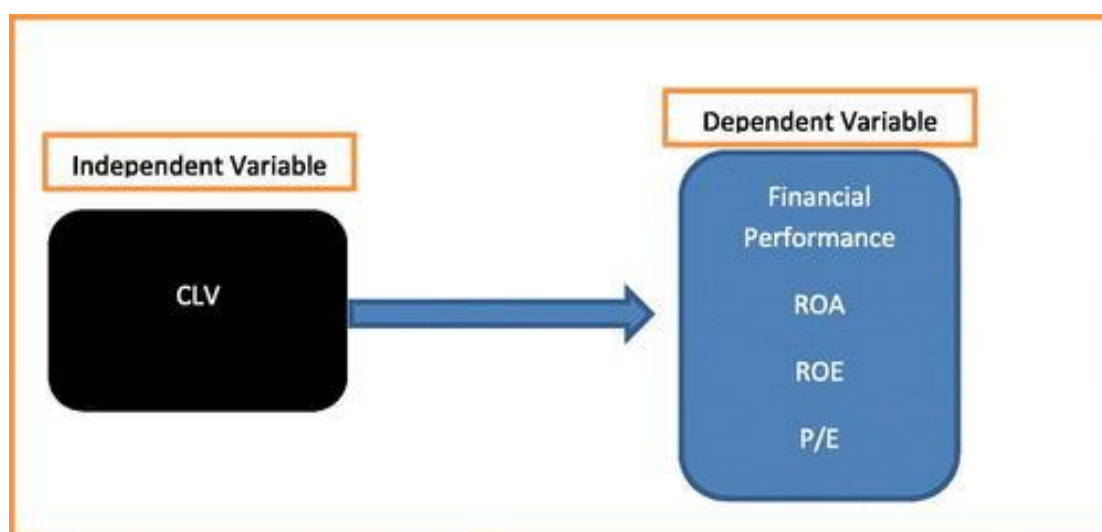 Independent Variable
CLV
Dependent Variable
Financial
Performance
ROA
ROE
P/E